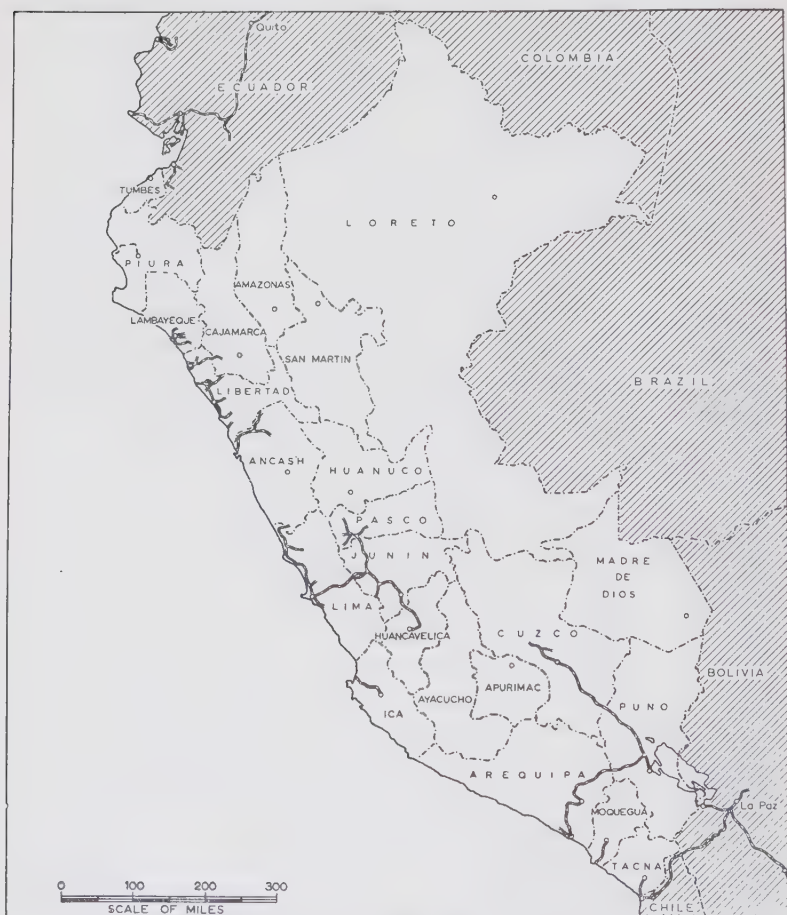 Quito
COLOMBIA
ECUADOR
TUMBES
LORETO
PIURA
AMAZONAS
LAMBAYEQUE
CAJAMARCA
SAN MARTIN
BRAZIL
LIBERTAD
ANCASH
HUANUCO
PASCO
JUNIN
MADRE
DE
DIOS
LIMA
HUANCAVELICA
CUZCO
BOLIVIA
APURIMAC
AYACUCHO
PUNO
ICA
AREQUIPA
La Paz
MOQUEGUA
TACNA
CHILE
0 100 200 300
SCALE OF MILES